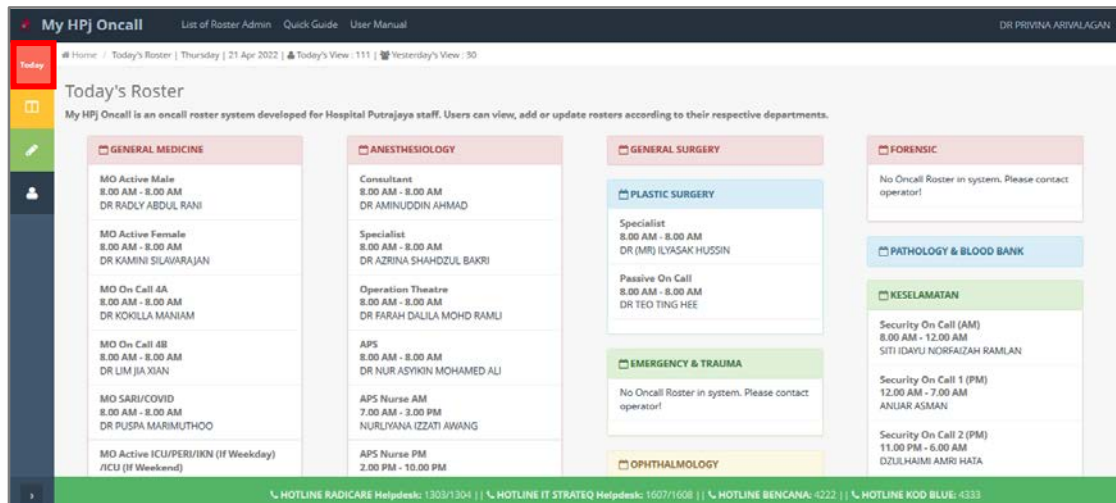 My HPj Oncall
List of Roster Admin Quick Guide User Manual
DR PRIVINA ARIVALAGAN
Today
Home / Today's Roster | Thursday | 21 Apr 2022 | Today's View : 111 | Yesterday's View : 30
Today's Roster
My HPj Oncall is an oncall roster system developed for Hospital Putrajaya staff. Users can view, add or update rosters according to their respective departments.
GENERAL MEDICINE
MO Active Male
8.00 AM - 8.00 AM
DR RADLY ABDUL RANI
MO Active Female
8.00 AM - 8.00 AM
DR KAMINI SILAVARAJAN
MO On Call 4A
8.00 AM - 8.00 AM
DR KOKILLA MANIAM
MO On Call 4B
8.00 AM - 8.00 AM
DR LIM JIA XIAN
MO SARI/COVID
8.00 AM - 8.00 AM
DR PUSPA MARIMUTHOO
MO Active ICU/PERI/IKN (If Weekday)
/ICU (If Weekend)
ANESTHESIOLOGY
Consultant
8.00 AM - 8.00 AM
DR AMINUDDIN AHMAD
Specialist
8.00 AM - 8.00 AM
DR AZRINA SHAHDZUL BAKRI
Operation Theatre
8.00 AM - 8.00 AM
DR FARAH DALILA MOHD RAMLI
APS
8.00 AM - 8.00 AM
DR NUR ASYIKIN MOHAMED ALI
APS Nurse AM
7.00 AM - 3.00 PM
NURLIYANA IZZATI AWANG
APS Nurse PM
2.00 PM - 10.00 PM
GENERAL SURGERY
PLASTIC SURGERY
Specialist
8.00 AM - 8.00 AM
DR (MR) ILYASAK HUSSIN
Passive On Call
8.00 AM - 8.00 AM
DR TEO TING HEE
EMERGENCY & TRAUMA
No Oncall Roster in system. Please contact
operator!
OPHTHALMOLOGY
FORENSIC
No Oncall Roster in system. Please contact
operator!
PATHOLOGY & BLOOD BANK
KESELAMATAN
Security On Call (AM)
8.00 AM - 12.00 AM
SITI IDAYU NORFAIZAH RAMLAN
Security On Call 1 (PM)
12.00 AM - 7.00 AM
ANUAR ASMAN
Security On Call 2 (PM)
11.00 PM - 6.00 AM
DZULHAIMI AMRI HATA
HOTLINE RADICARE Helpdesk: 1303/1304 || HOTLINE IT STRATEQ Helpdesk: 1607/1608 || HOTLINE BENCANA: 4222 || HOTLINE KOD BLUE: 4333